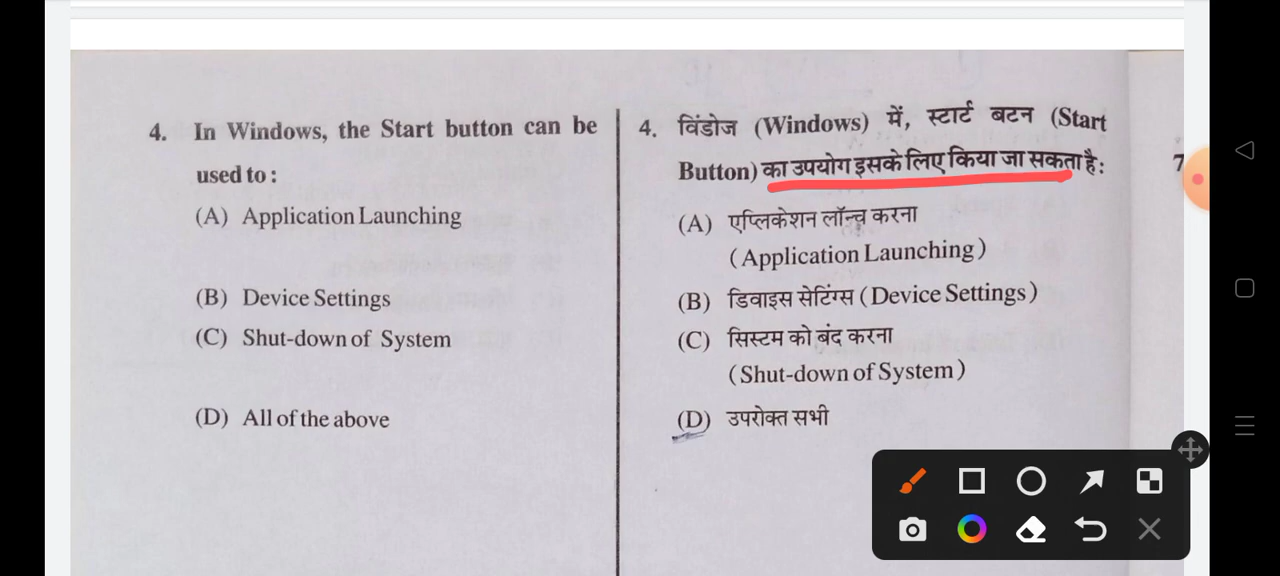 4. In Windows, the Start button can be
used to :
(A) Application Launching
(B) Device Settings
(C) Shut-down of System
(D) All of the above
4. विंडोज (Windows) में, स्टार्ट बटन (Start
Button) का उपयोग इसके लिए किया जा सकता है:
(A) एप्लिकेशन लॉन्च करना
(Application Launching)
(B) डिवाइस सेटिंग्स (Device Settings)
(C) सिस्टम को बंद करना
(Shut-down of System)
(D) उपरोक्त सभी
7